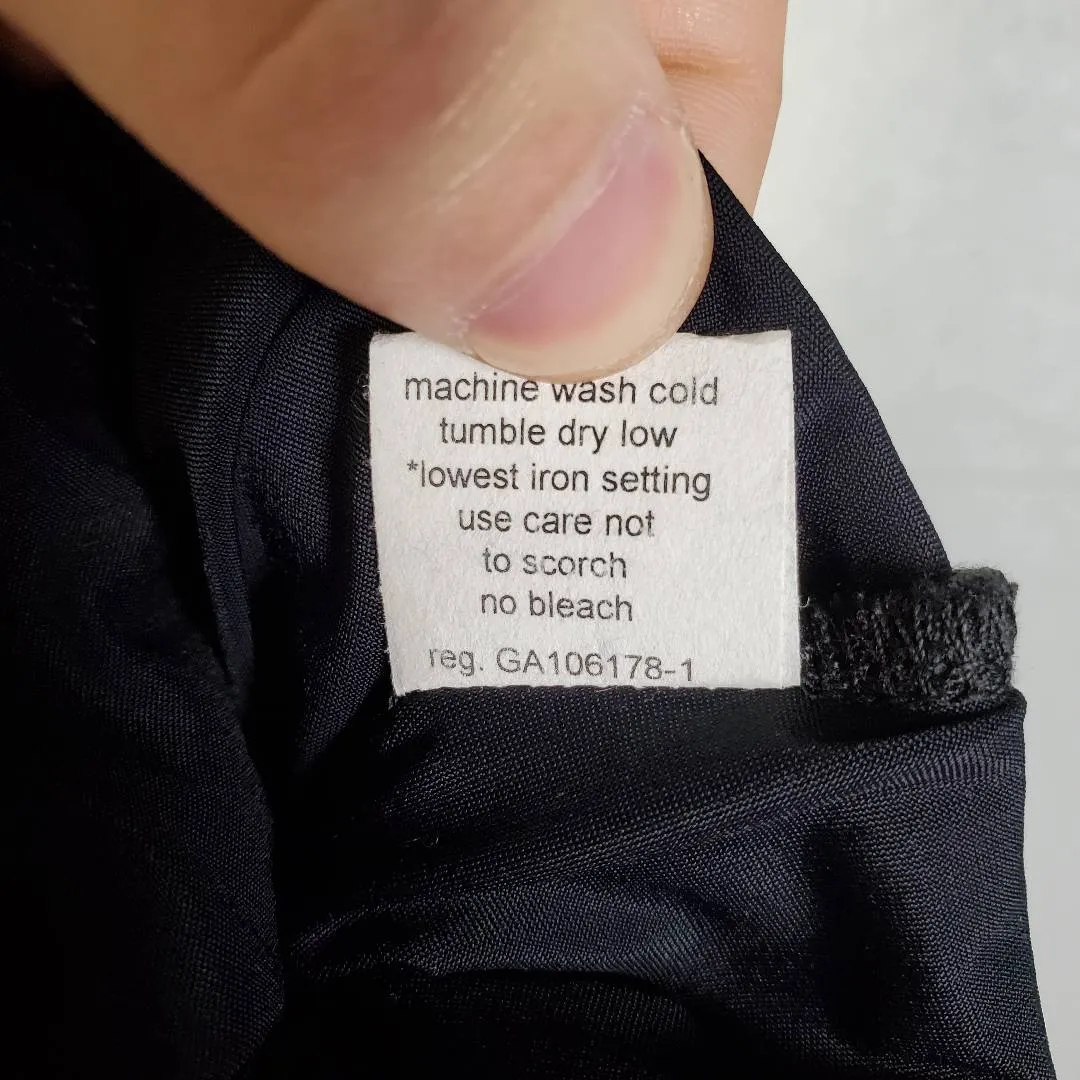 machine wash cold
tumble dry low
*lowest iron setting
use care not
to scorch
no bleach
reg. GA106178-1